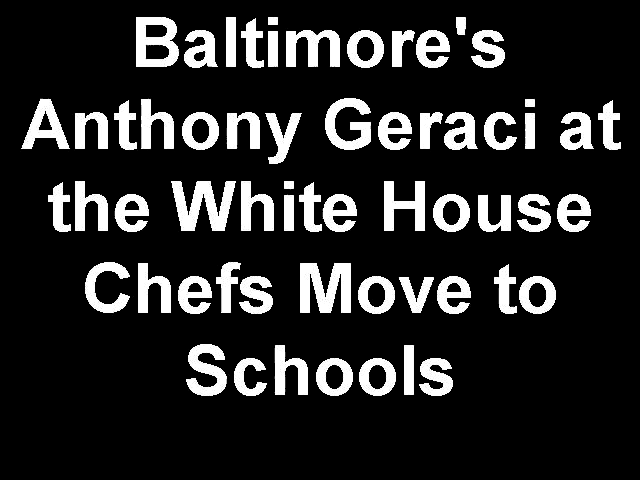 Baltimore's
Anthony Geraci at
the White House
Chefs Move to
Schools